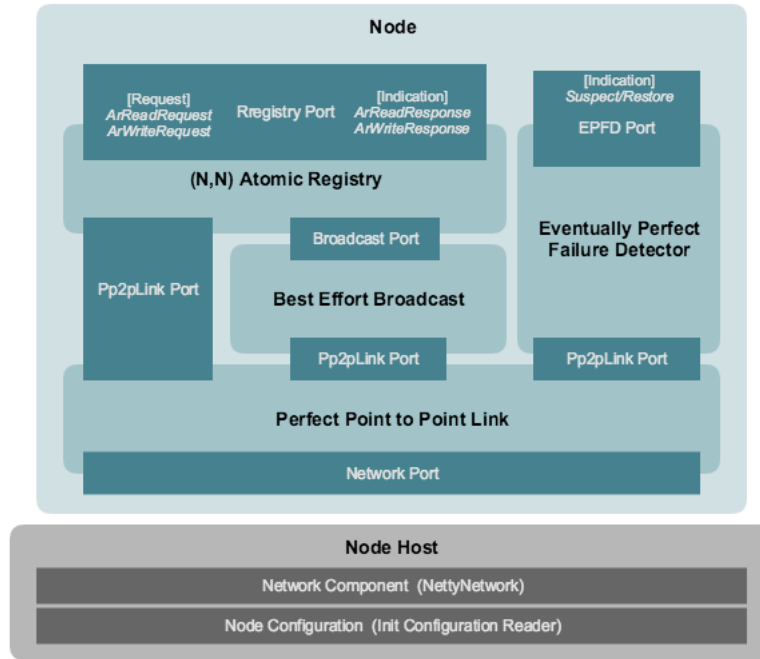 Node
[Request]
ArReadRequest
ArWriteRequest
Rregistry Port
[Indication]
ArReadResponse
ArWriteResponse
[Indication]
Suspect/Restore
EPFD Port
(N,N) Atomic Registry
Pp2pLink Port
Broadcast Port
Best Effort Broadcast
Pp2pLink Port
Eventually Perfect
Failure Detector
Pp2pLink Port
Perfect Point to Point Link
Network Port
Node Host
Network Component (NettyNetwork)
Node Configuration (Init Configuration Reader)